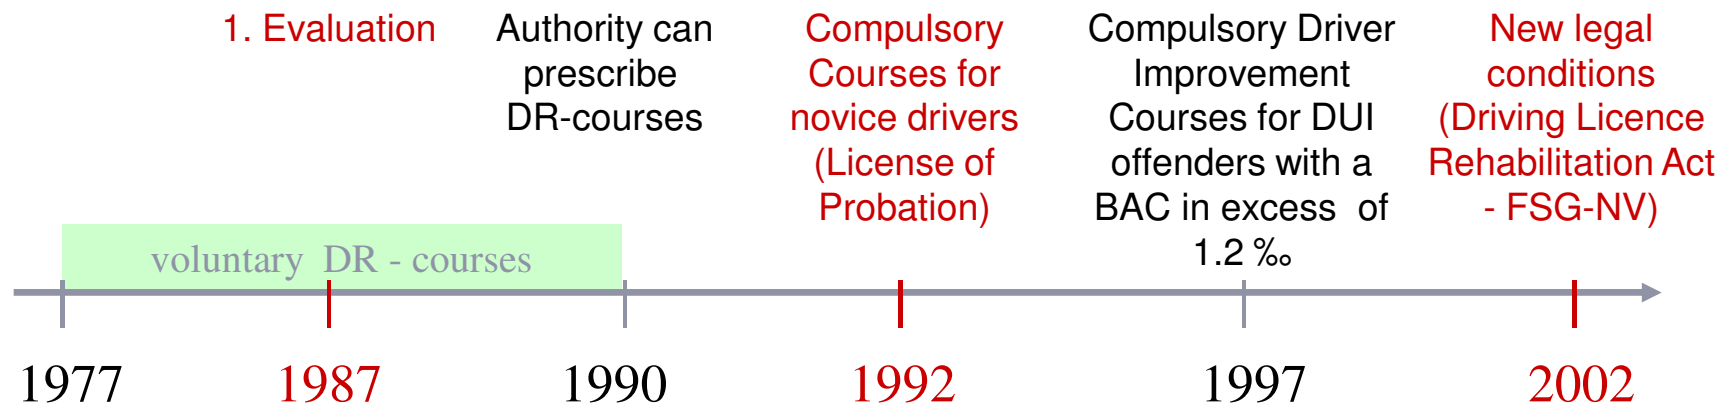 1. Evaluation
Authority can
prescribe
DR-courses
Compulsory
Courses for
novice drivers
(License of
Probation)
Compulsory Driver
Improvement
Courses for DUI
offenders with a
BAC in excess of
1.2 ‰
New legal
conditions
(Driving Licence
Rehabilitation Act
- FSG-NV)
voluntary DR - courses
1977 1987 1990 1992 1997 2002